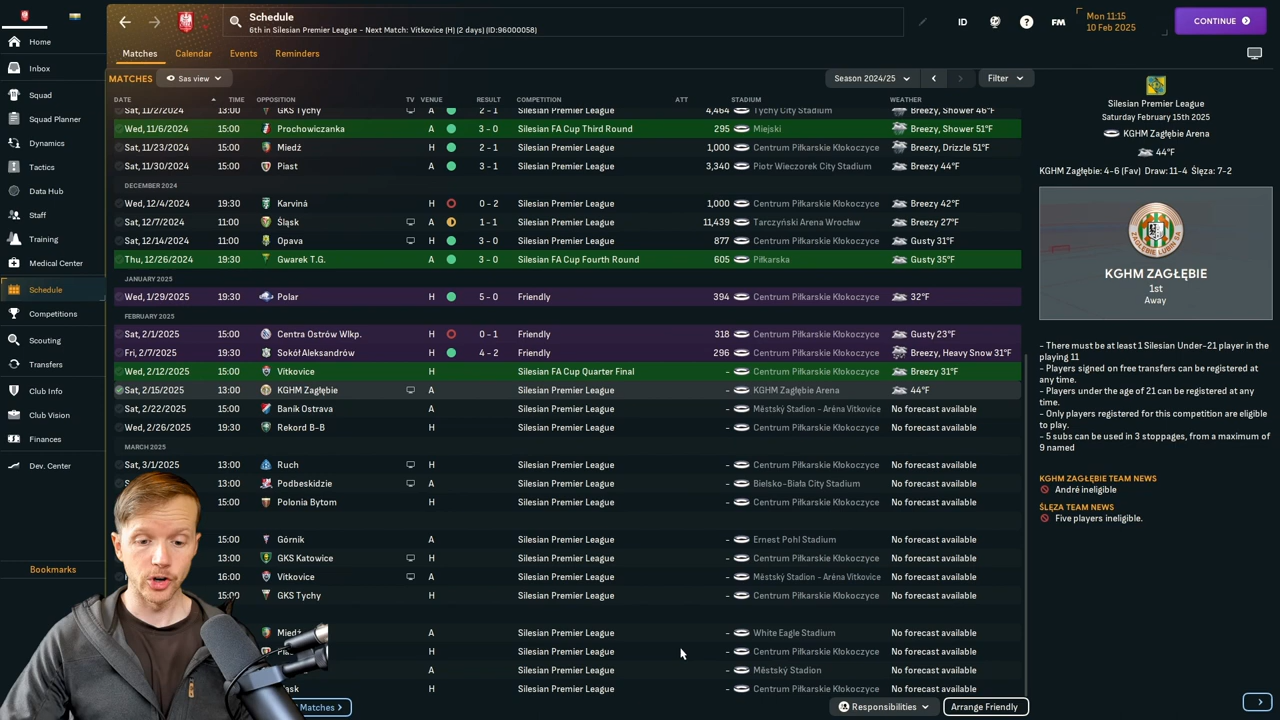 Schedule
6th in Silesian Premier League - Next Match: Vitkovice (H) (2 days) (ID:96000058)
ID
FM
Mon 11:15
10 Feb 2025
CONTINUE
Home
Inbox
Squad
Squad Planner
Dynamics
Tactics
Data Hub
Staff
Training
Medical Center
Schedule
Competitions
Scouting
Transfers
Club Info
Club Vision
Finances
Dev. Center
Bookmarks
Matches Calendar Events Reminders
MATCHES Sas view Season 2024/25 Filter
DATE TIME OPPOSITION TV VENUE RESULT COMPETITION ATT STADIUM WEATHER
Sat, 11/2/2024 13:00 GKS Tychy A 2 - 1 Silesian Premier League 4,464 Tychy City Stadium Breezy, Shower 46°F
Wed, 11/6/2024 15:00 Prochowiczanka A 3 - 0 Silesian FA Cup Third Round 295 Miejski Breezy, Shower 51°F
Sat, 11/23/2024 15:00 Miedź H 2 - 1 Silesian Premier League 1,000 Centrum Piłkarskie Kłokoczyce Breezy, Drizzle 51°F
Sat, 11/30/2024 15:00 Piast A 3 - 1 Silesian Premier League 3,340 Piotr Wieczorek City Stadium Breezy 44°F
DECEMBER 2024
Wed, 12/4/2024 19:30 Karviná H 0 - 2 Silesian Premier League 1,000 Centrum Piłkarskie Kłokoczyce Breezy 42°F
Sat, 12/7/2024 11:00 Śląsk A 1 - 1 Silesian Premier League 11,439 Tarczyński Arena Wrocław Breezy 27°F
Sat, 12/14/2024 11:00 Opava H 3 - 0 Silesian Premier League 877 Centrum Piłkarskie Kłokoczyce Gusty 31°F
Thu, 12/26/2024 19:30 Gwarek T.G. A 3 - 0 Silesian FA Cup Fourth Round 605 Piłkarska Gusty 35°F
JANUARY 2025
Wed, 1/29/2025 19:30 Polar H 5 - 0 Friendly 394 Centrum Piłkarskie Kłokoczyce 32°F
FEBRUARY 2025
Sat, 2/1/2025 15:00 Centra Ostrów Wlkp. H 0 - 1 Friendly 318 Centrum Piłkarskie Kłokoczyce Gusty 23°F
Fri, 2/7/2025 19:30 Sokół Aleksandrów H 4 - 2 Friendly 296 Centrum Piłkarskie Kłokoczyce Breezy, Heavy Snow 31°F
Wed, 2/12/2025 15:00 Vitkovice H Silesian FA Cup Quarter Final - Centrum Piłkarskie Kłokoczyce Breezy 31°F
Sat, 2/15/2025 13:00 KGHM Zagłębie A Silesian Premier League - KGHM Zagłębie Arena 44°F
Sat, 2/22/2025 15:00 Baník Ostrava A Silesian Premier League - Městský Stadion - Aréna Vítkovice No forecast available
Wed, 2/26/2025 19:30 Rekord B-B H Silesian Premier League - Centrum Piłkarskie Kłokoczyce No forecast available
MARCH 2025
Sat, 3/1/2025 13:00 Ruch H Silesian Premier League - Centrum Piłkarskie Kłokoczyce No forecast available
13:00 Podbeskidzie A Silesian Premier League - Bielsko-Biała City Stadium No forecast available
15:00 Polonia Bytom H Silesian Premier League - Centrum Piłkarskie Kłokoczyce No forecast available
15:00 Górnik A Silesian Premier League - Ernest Pohl Stadium No forecast available
13:00 GKS Katowice H Silesian Premier League - Centrum Piłkarskie Kłokoczyce No forecast available
16:00 Vitkovice A Silesian Premier League - Městský Stadion - Aréna Vítkovice No forecast available
15:00 GKS Tychy H Silesian Premier League - Centrum Piłkarskie Kłokoczyce No forecast available
A Silesian Premier League - White Eagle Stadium No forecast available
H Silesian Premier League - Centrum Piłkarskie Kłokoczyce No forecast available
A Silesian Premier League - Městský Stadion No forecast available
H Silesian Premier League - Centrum Piłkarskie Kłokoczyce No forecast available
Matches Responsibilities Arrange Friendly
Silesian Premier League
Saturday February 15th 2025
KGHM Zagłębie Arena
44°F
KGHM Zagłębie: 4-6 (Fav) Draw: 11-4 Ślęza: 7-2
ZAGŁĘBIE LUBIN SA
KGHM ZAGŁĘBIE
1st
Away
- There must be at least 1 Silesian Under-21 player in the
playing 11
- Players signed on free transfers can be registered at
any time.
- Players under the age of 21 can be registered at any
time.
- Only players registered for this competition are eligible
to play.
- 5 subs can be used in 3 stoppages, from a maximum of
9 named
KGHM ZAGŁĘBIE TEAM NEWS
André ineligible
ŚLĘZA TEAM NEWS
Five players ineligible.